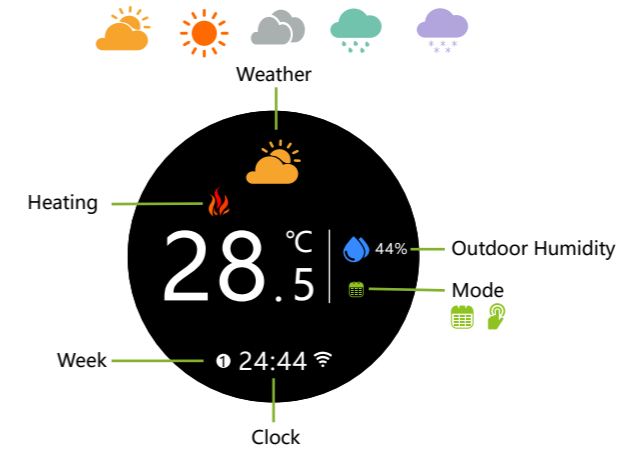 Weather
Heating
28.5 ℃
44%
Outdoor Humidity
Mode
Week
1 24:44
Clock